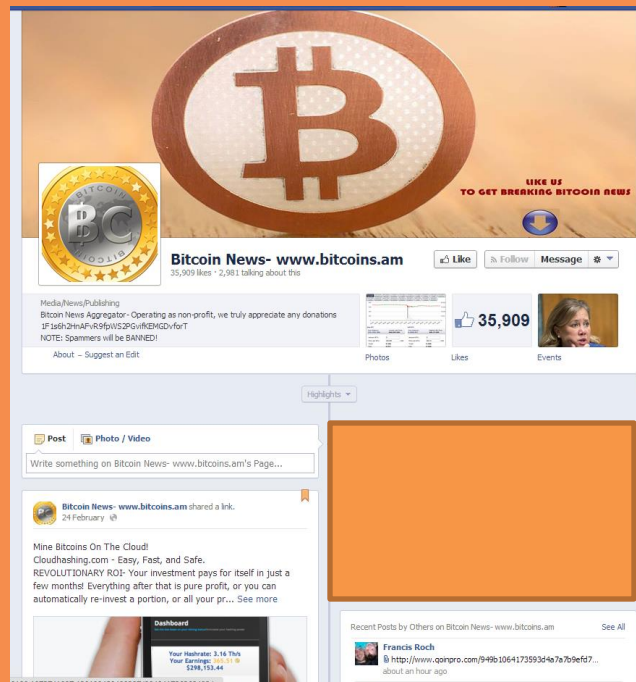 LIKE US
TO GET BREAKING BITCOIN NEWS
BITCOIN
BC
BITCOIN
Bitcoin News- www.bitcoins.am
35,909 likes · 2,981 talking about this
Like
Follow
Message
Media/News/Publishing
Bitcoin News Aggregator- Operating as non-profit, we truly appreciate any donations
NOTE: Spammers will be BANNED!
About – Suggest an Edit
35,909
Photos
Likes
Events
Highlights
Post
Photo / Video
Write something on Bitcoin News- www.bitcoins.am's Page...
Bitcoin News- www.bitcoins.am shared a link.
24 February
Mine Bitcoins On The Cloud!
Cloudhashing.com - Easy, Fast, and Safe.
REVOLUTIONARY ROI- Your investment pays for itself in just a
few months! Everything after that is pure profit, or you can
automatically re-invest a portion, or all your pr... See more
Dashboard
Your Hashrate: 3.16 Th/s
Your Earnings:
$298,153.44
Recent Posts by Others on Bitcoin News- www.bitcoins.am
See All
Francis Roch
http://www.qoinpro.com/949b1064173593d4a7a7b9efd7...
about an hour ago